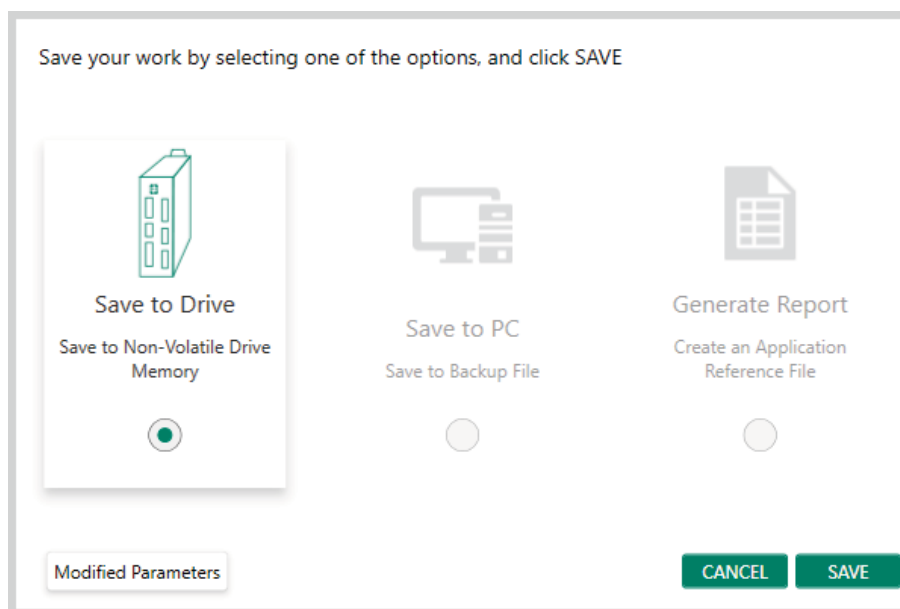 Save your work by selecting one of the options, and click SAVE
Save to Drive
Save to Non-Volatile Drive
Memory
Save to PC
Save to Backup File
Generate Report
Create an Application
Reference File
Modified Parameters
CANCEL
SAVE